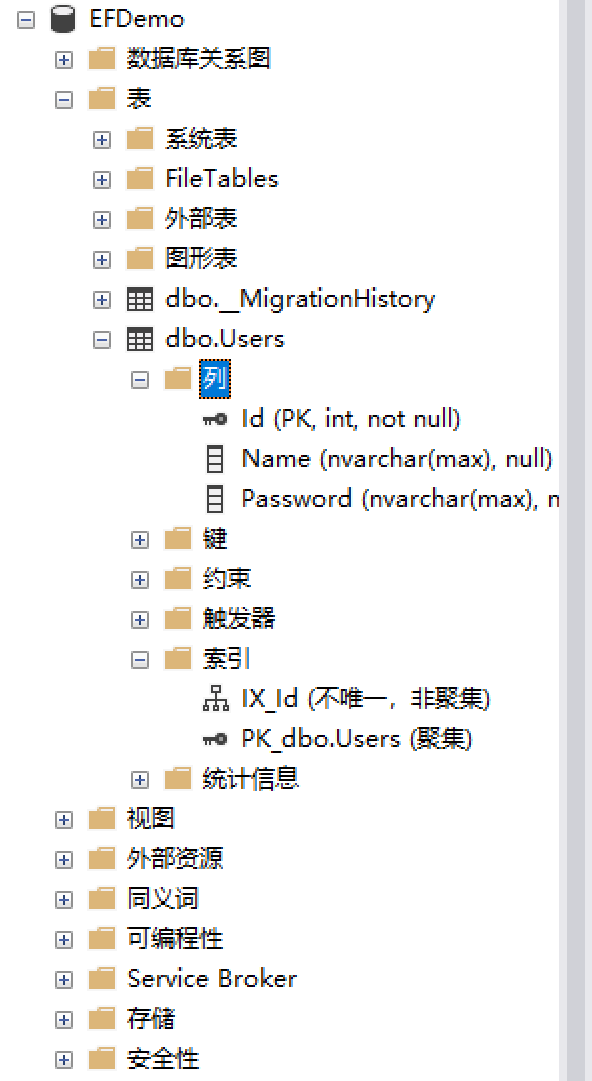 EFDemo
数据库关系图
表
系统表
FileTables
外部表
图形表
dbo.__MigrationHistory
dbo.Users
列
Id (PK, int, not null)
Name (nvarchar(max), null)
Password (nvarchar(max), n
键
约束
触发器
索引
IX_Id (不唯一，非聚集)
PK_dbo.Users (聚集)
统计信息
视图
外部资源
同义词
可编程性
Service Broker
存储
安全性